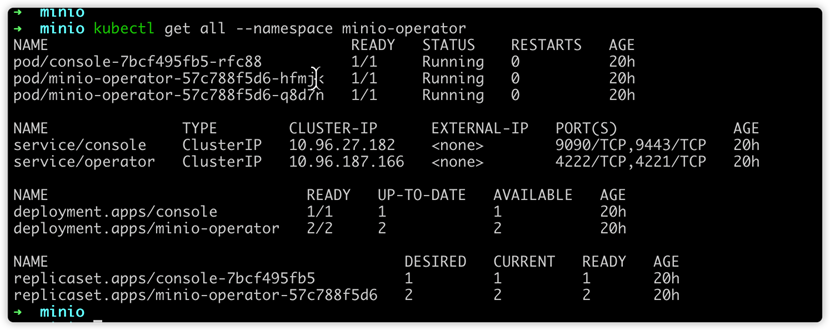 ➜ minio
➜ minio kubectl get all --namespace minio-operator
NAME READY STATUS RESTARTS AGE
pod/console-7bcf495fb5-rfc88 1/1 Running 0 20h
pod/minio-operator-57c788f5d6-hfmjk 1/1 Running 0 20h
pod/minio-operator-57c788f5d6-q8d7n 1/1 Running 0 20h
NAME TYPE CLUSTER-IP EXTERNAL-IP PORT(S) AGE
service/console ClusterIP 10.96.27.182 <none> 9090/TCP,9443/TCP 20h
service/operator ClusterIP 10.96.187.166 <none> 4222/TCP,4221/TCP 20h
NAME READY UP-TO-DATE AVAILABLE AGE
deployment.apps/console 1/1 1 1 20h
deployment.apps/minio-operator 2/2 2 2 20h
NAME DESIRED CURRENT READY AGE
replicaset.apps/console-7bcf495fb5 1 1 1 20h
replicaset.apps/minio-operator-57c788f5d6 2 2 2 20h
➜ minio